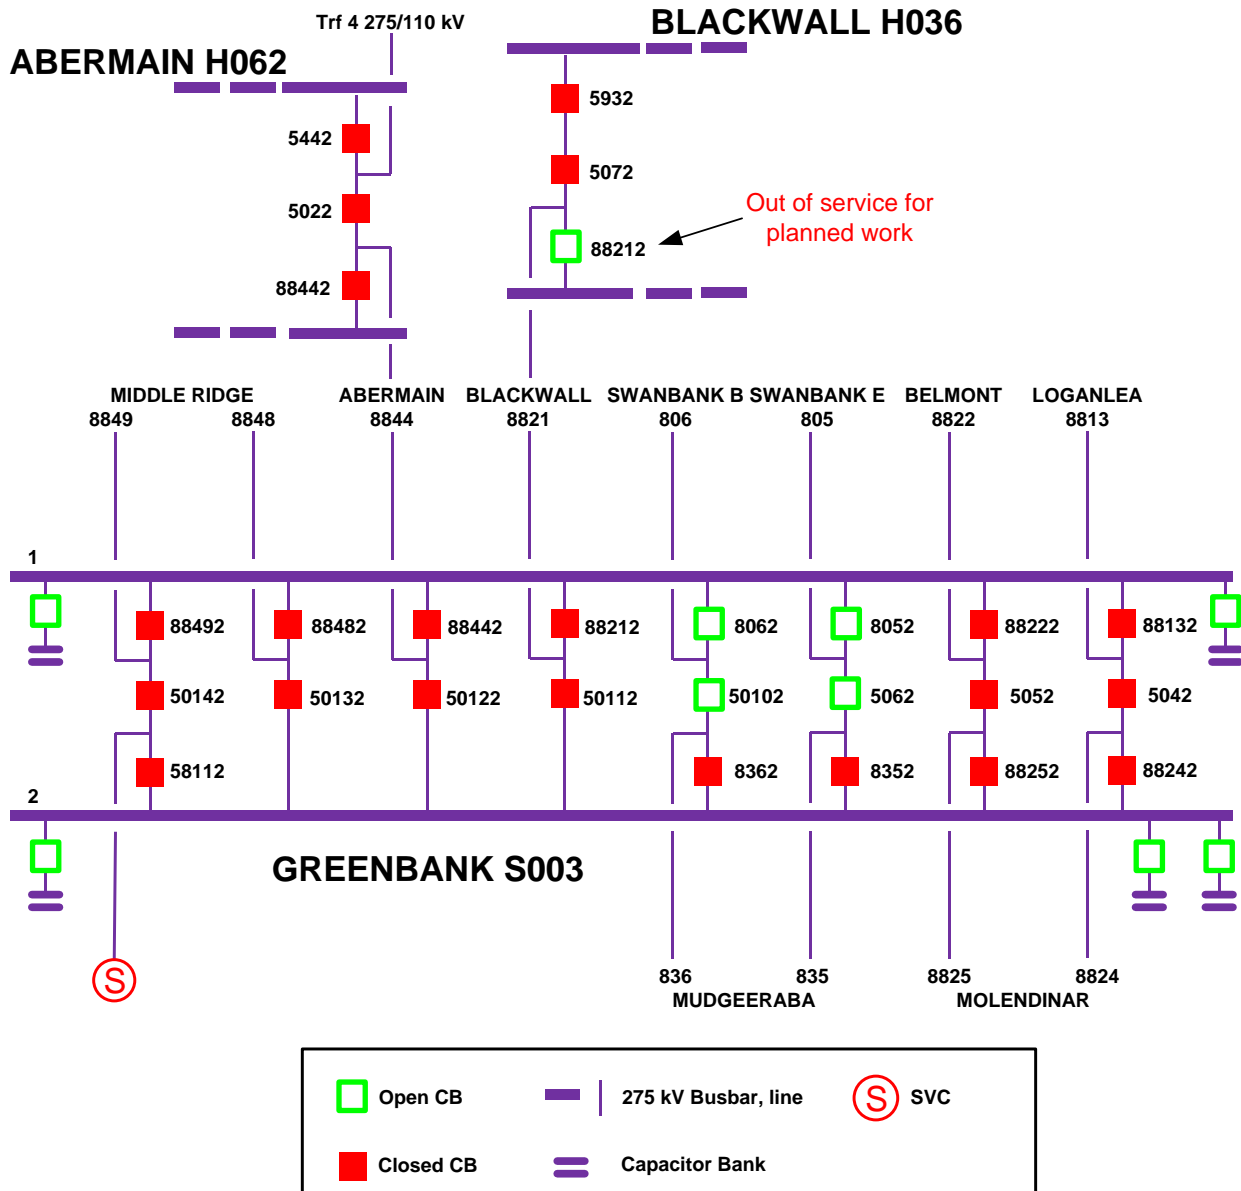 Trf 4 275/110 kV
BLACKWALL H036
ABERMAIN H062
5932
5442
5072
Out of service for
planned work
5022
88212
88442
MIDDLE RIDGE ABERMAIN BLACKWALL SWANBANK B SWANBANK E BELMONT LOGANLEA
8849 8848 8844 8821 806 805 8822 8813
1
88492 88482 88442 88212 8062 8052 88222 88132
50142 50132 50122 50112 50102 5062 5052 5042
58112 8362 8352 88252 88242
2
GREENBANK S003
S
836 835 8825 8824
MUDGEERABA MOLENDINAR
Open CB 275 kV Busbar, line S SVC
Closed CB Capacitor Bank